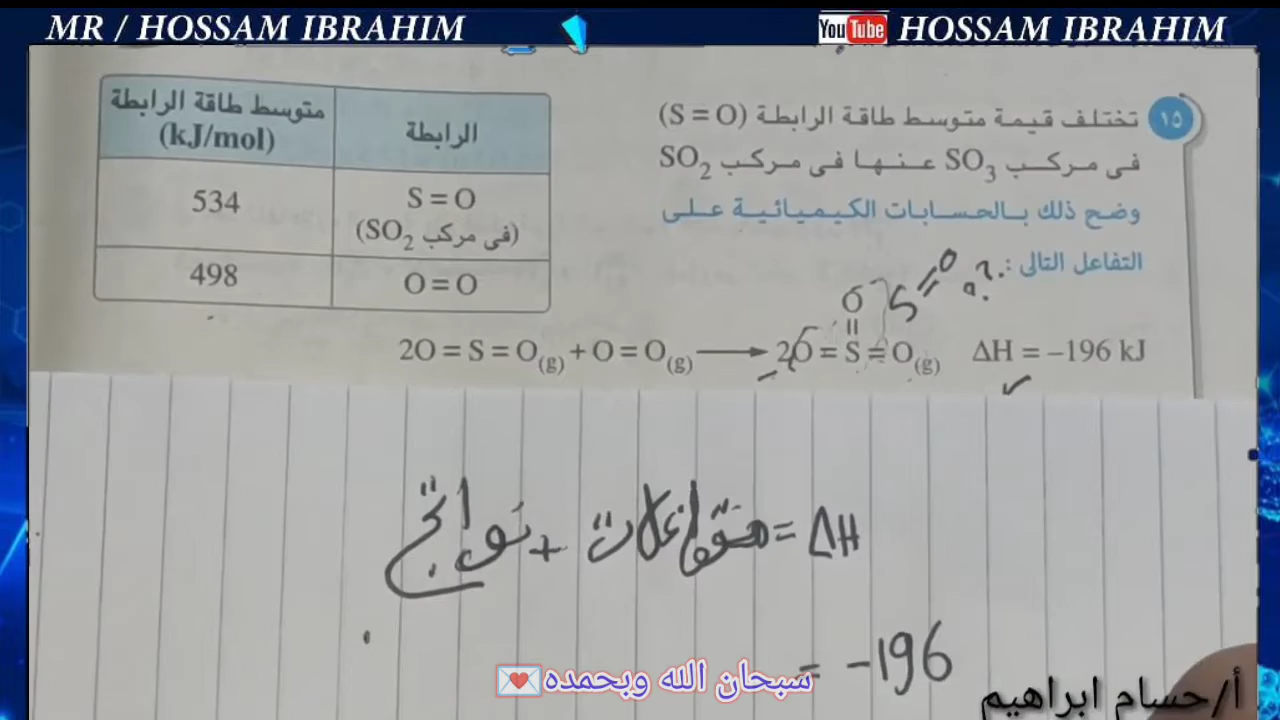 MR / HOSSAM IBRAHIM
YouTube HOSSAM IBRAHIM
١٥ تختلف قيمة متوسط طاقة الرابطة (S = O)
فى مركب SO₃ عنها فى مركب SO₂
وضح ذلك بالحسابات الكيميائية على
التفاعل التالى :
الرابطة | متوسط طاقة الرابطة (kJ/mol)
S = O (فى مركب SO₂) | 534
O = O | 498
S = O ?
O
||
2O = S = O(g) + O = O(g) ⟶ 2O = S = O(g) ΔH = –196 kJ
ΔH = متفاعلات + نواتج
= -196
سبحان الله وبحمده
أ/حسام ابراهيم